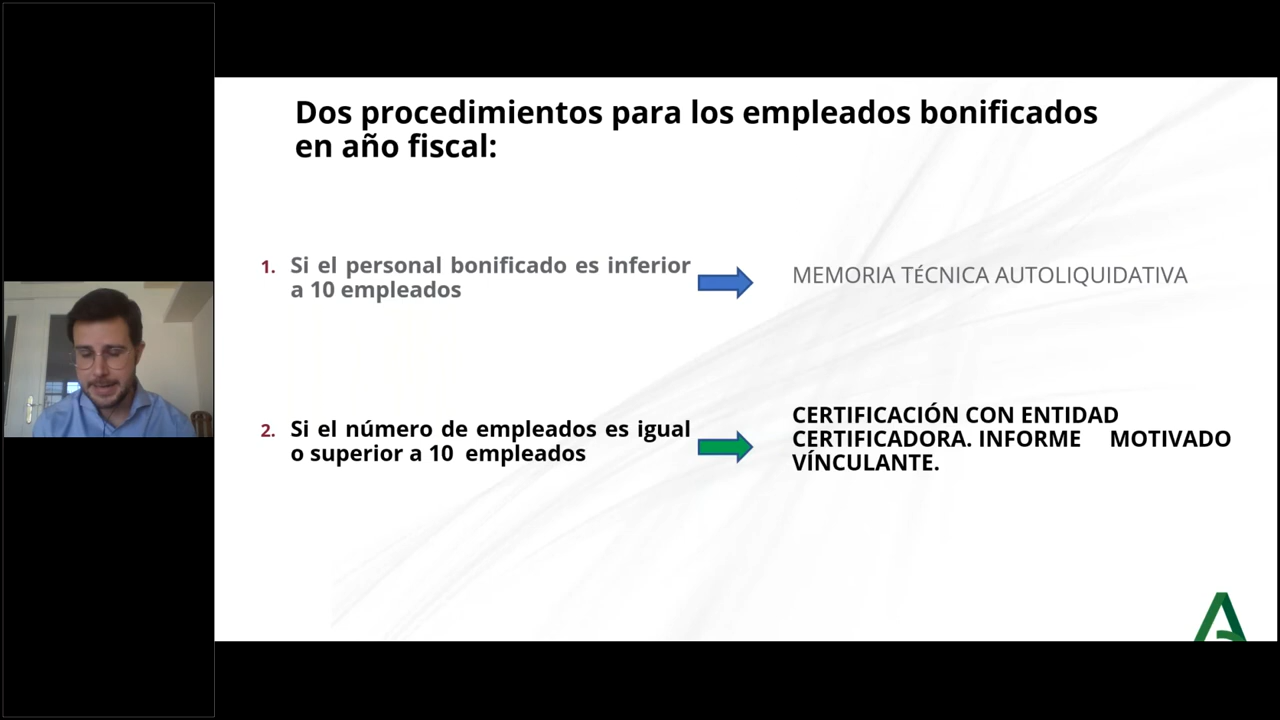 Dos procedimientos para los empleados bonificados
en año fiscal:
1. Si el personal bonificado es inferior
a 10 empleados
MEMORIA TÉCNICA AUTOLIQUIDATIVA
2. Si el número de empleados es igual
o superior a 10 empleados
CERTIFICACIÓN CON ENTIDAD
CERTIFICADORA. INFORME MOTIVADO
VÍNCULANTE.